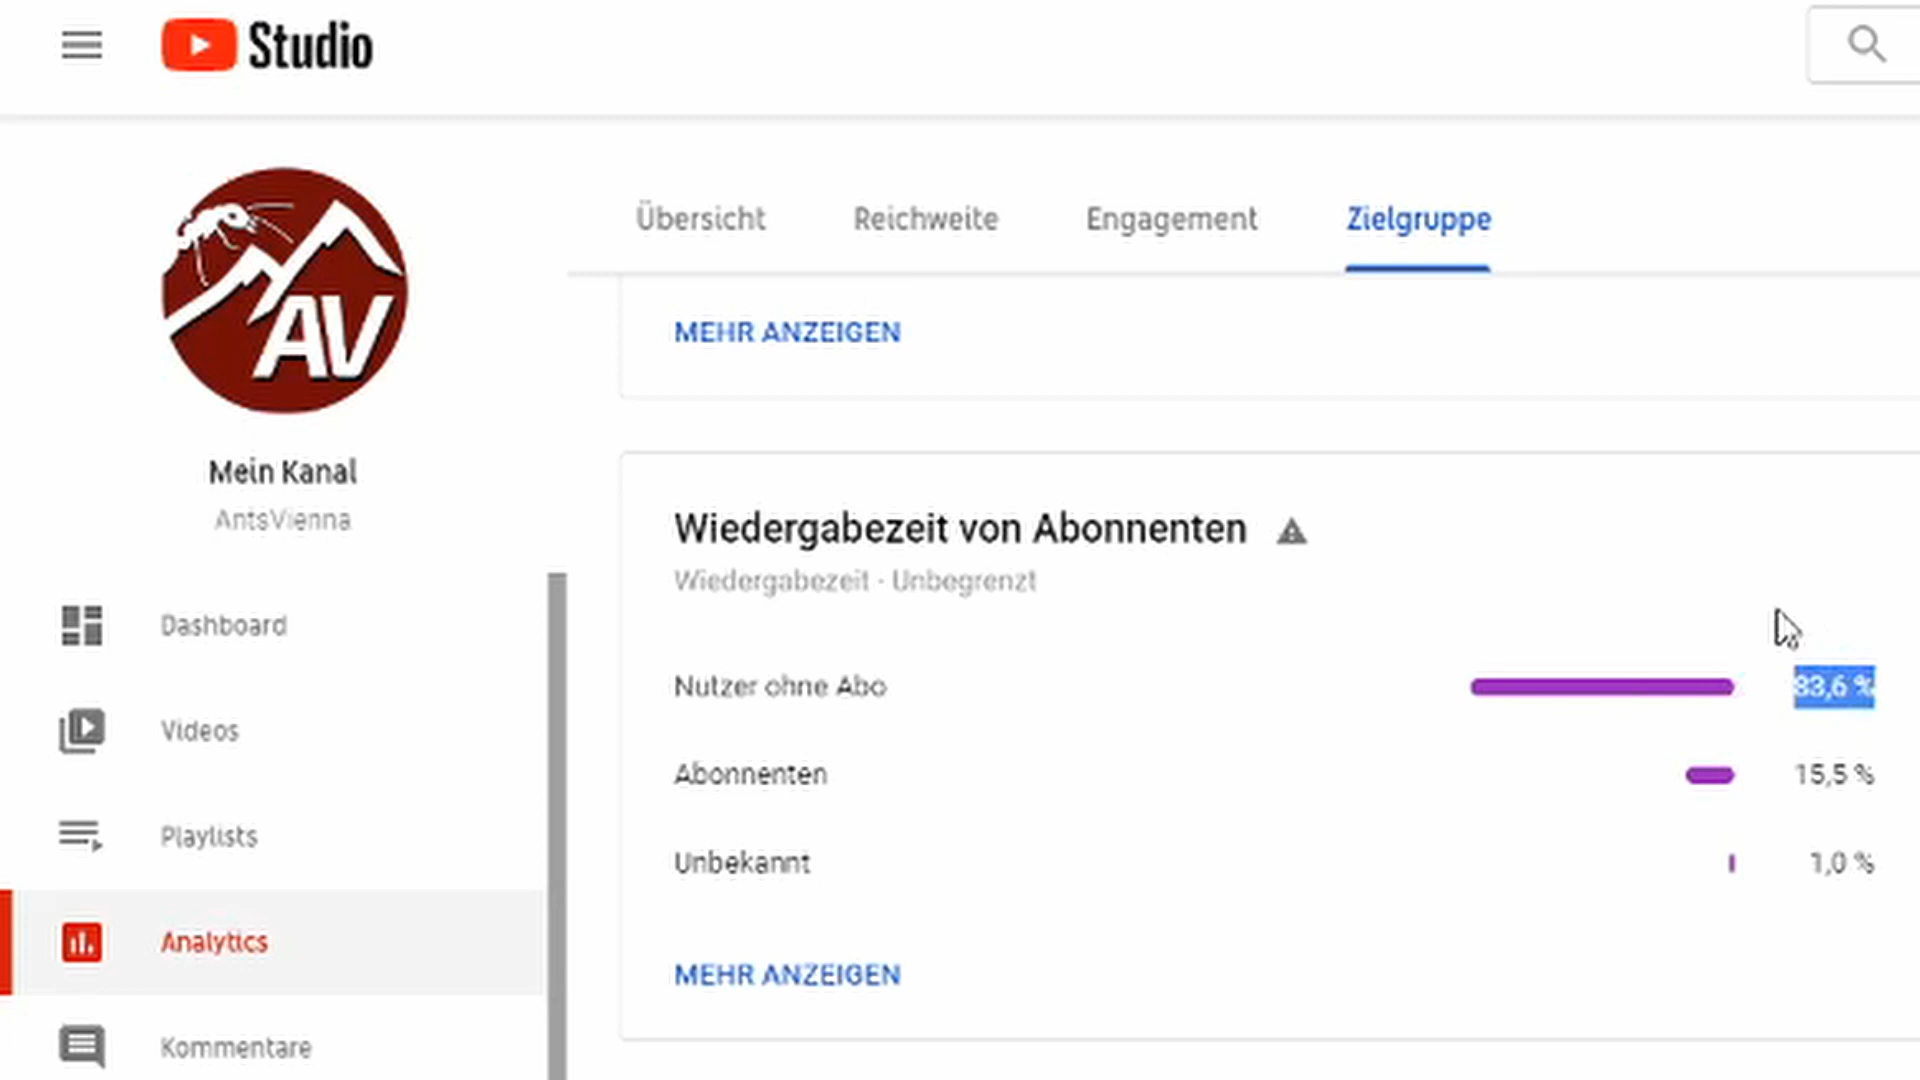 Studio
AV
Mein Kanal
AntsVienna
Dashboard
Videos
Playlists
Analytics
Kommentare
Übersicht
Reichweite
Engagement
Zielgruppe
MEHR ANZEIGEN
Wiedergabezeit von Abonnenten
Wiedergabezeit · Unbegrenzt
Nutzer ohne Abo 83,6 %
Abonnenten 15,5 %
Unbekannt 1,0 %
MEHR ANZEIGEN